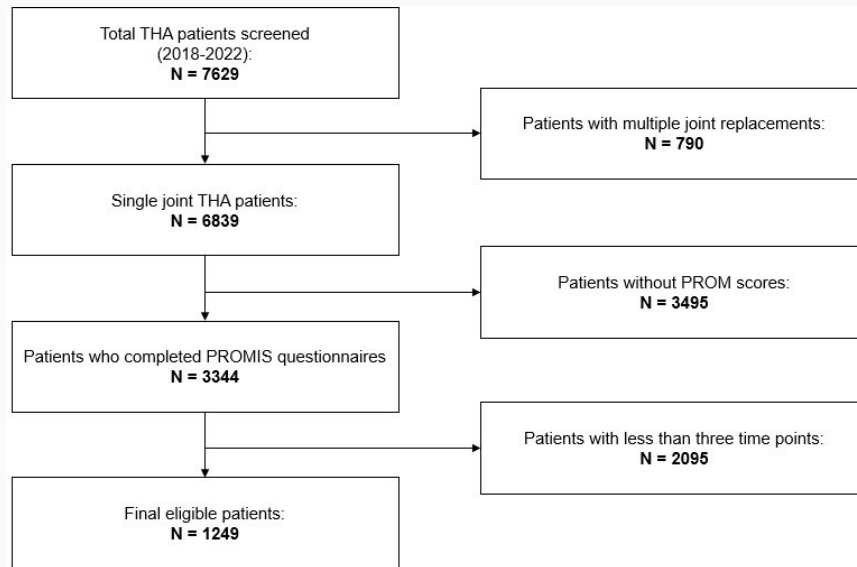 Total THA patients screened
(2018-2022):
N = 7629
Patients with multiple joint replacements:
N = 790
Single joint THA patients:
N = 6839
Patients without PROM scores:
N = 3495
Patients who completed PROMIS questionnaires
N = 3344
Patients with less than three time points:
N = 2095
Final eligible patients:
N = 1249